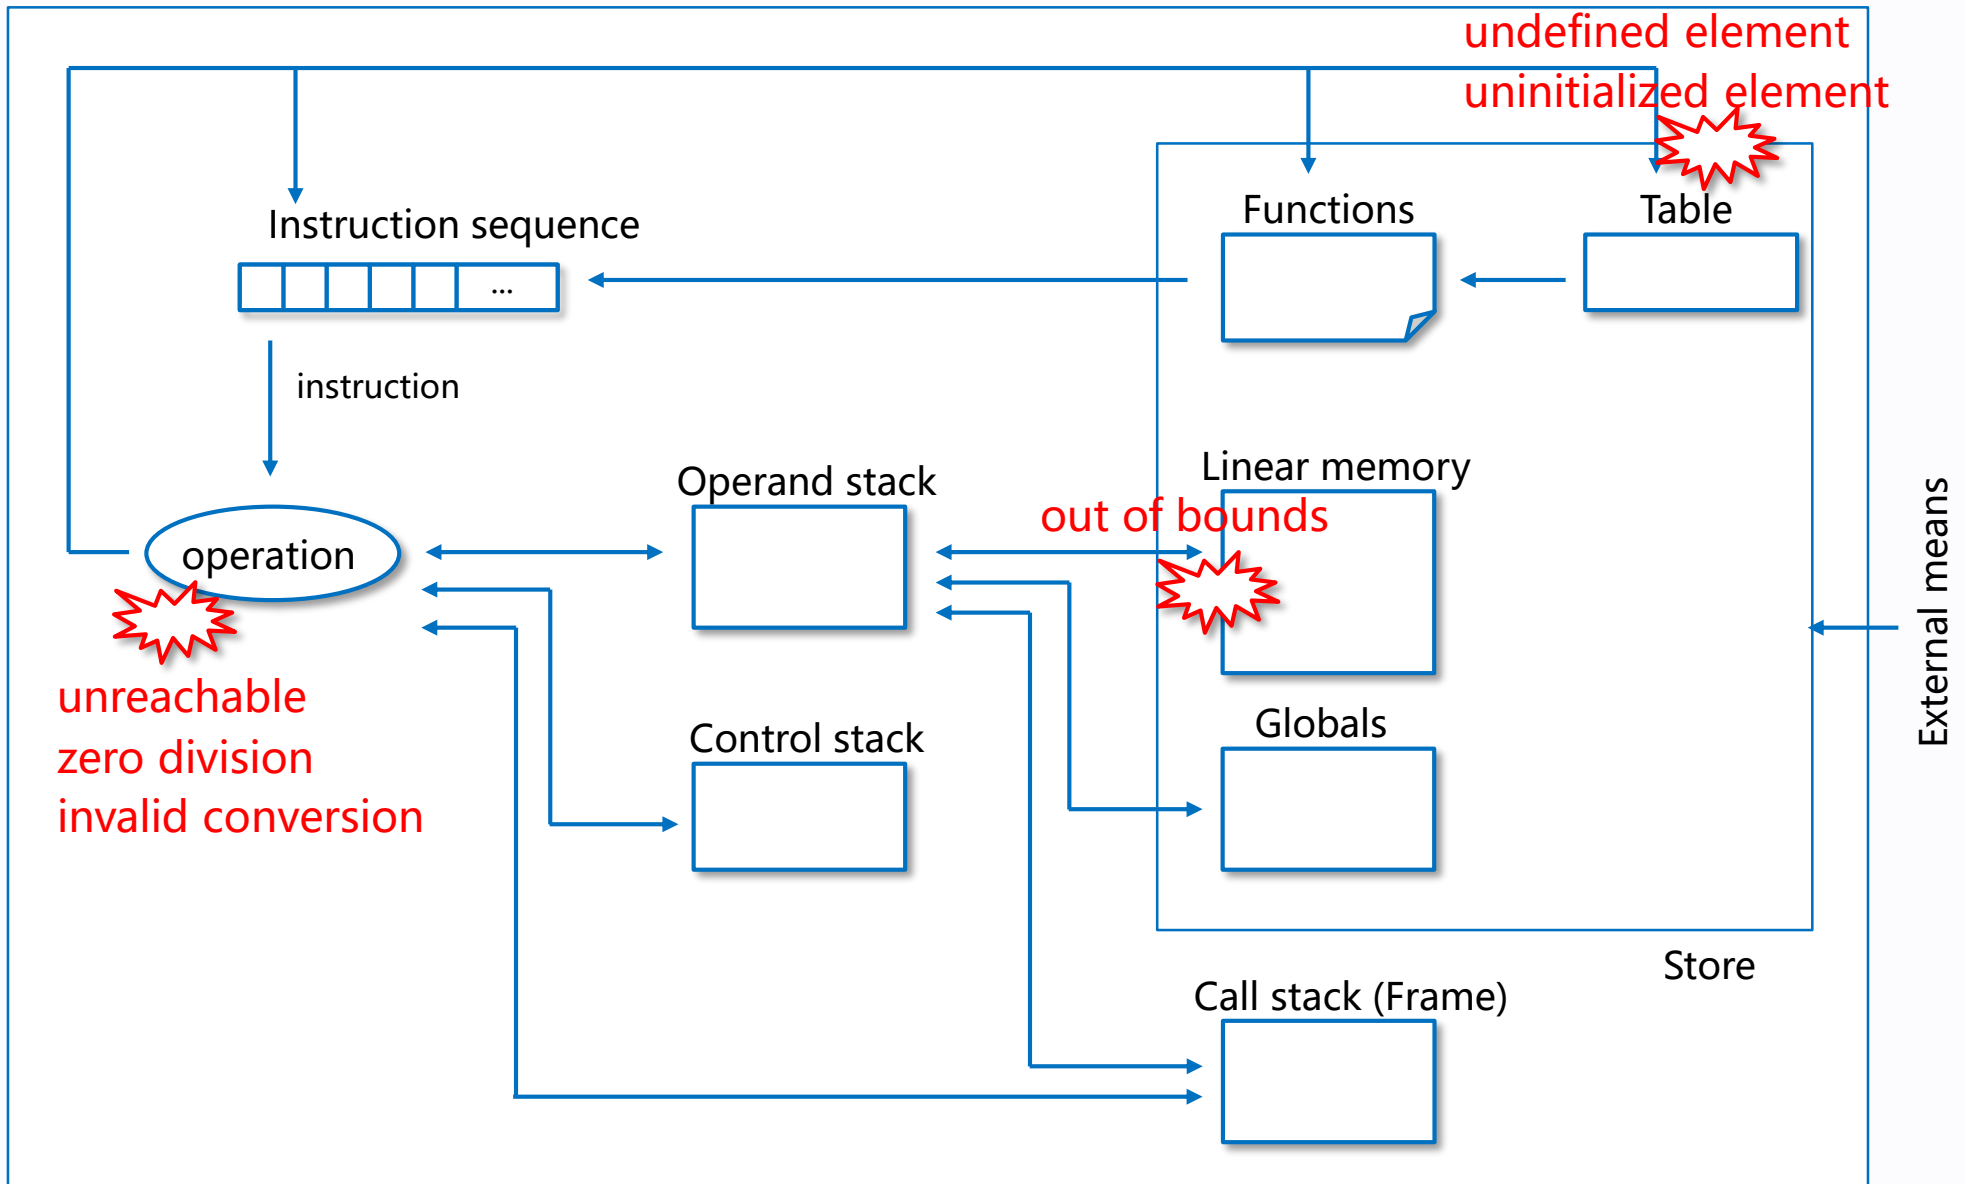 undefined element
uninitialized element
Instruction sequence
Functions
Table
...
instruction
Operand stack
Linear memory
out of bounds
operation
External means
unreachable
zero division
invalid conversion
Control stack
Globals
Store
Call stack (Frame)